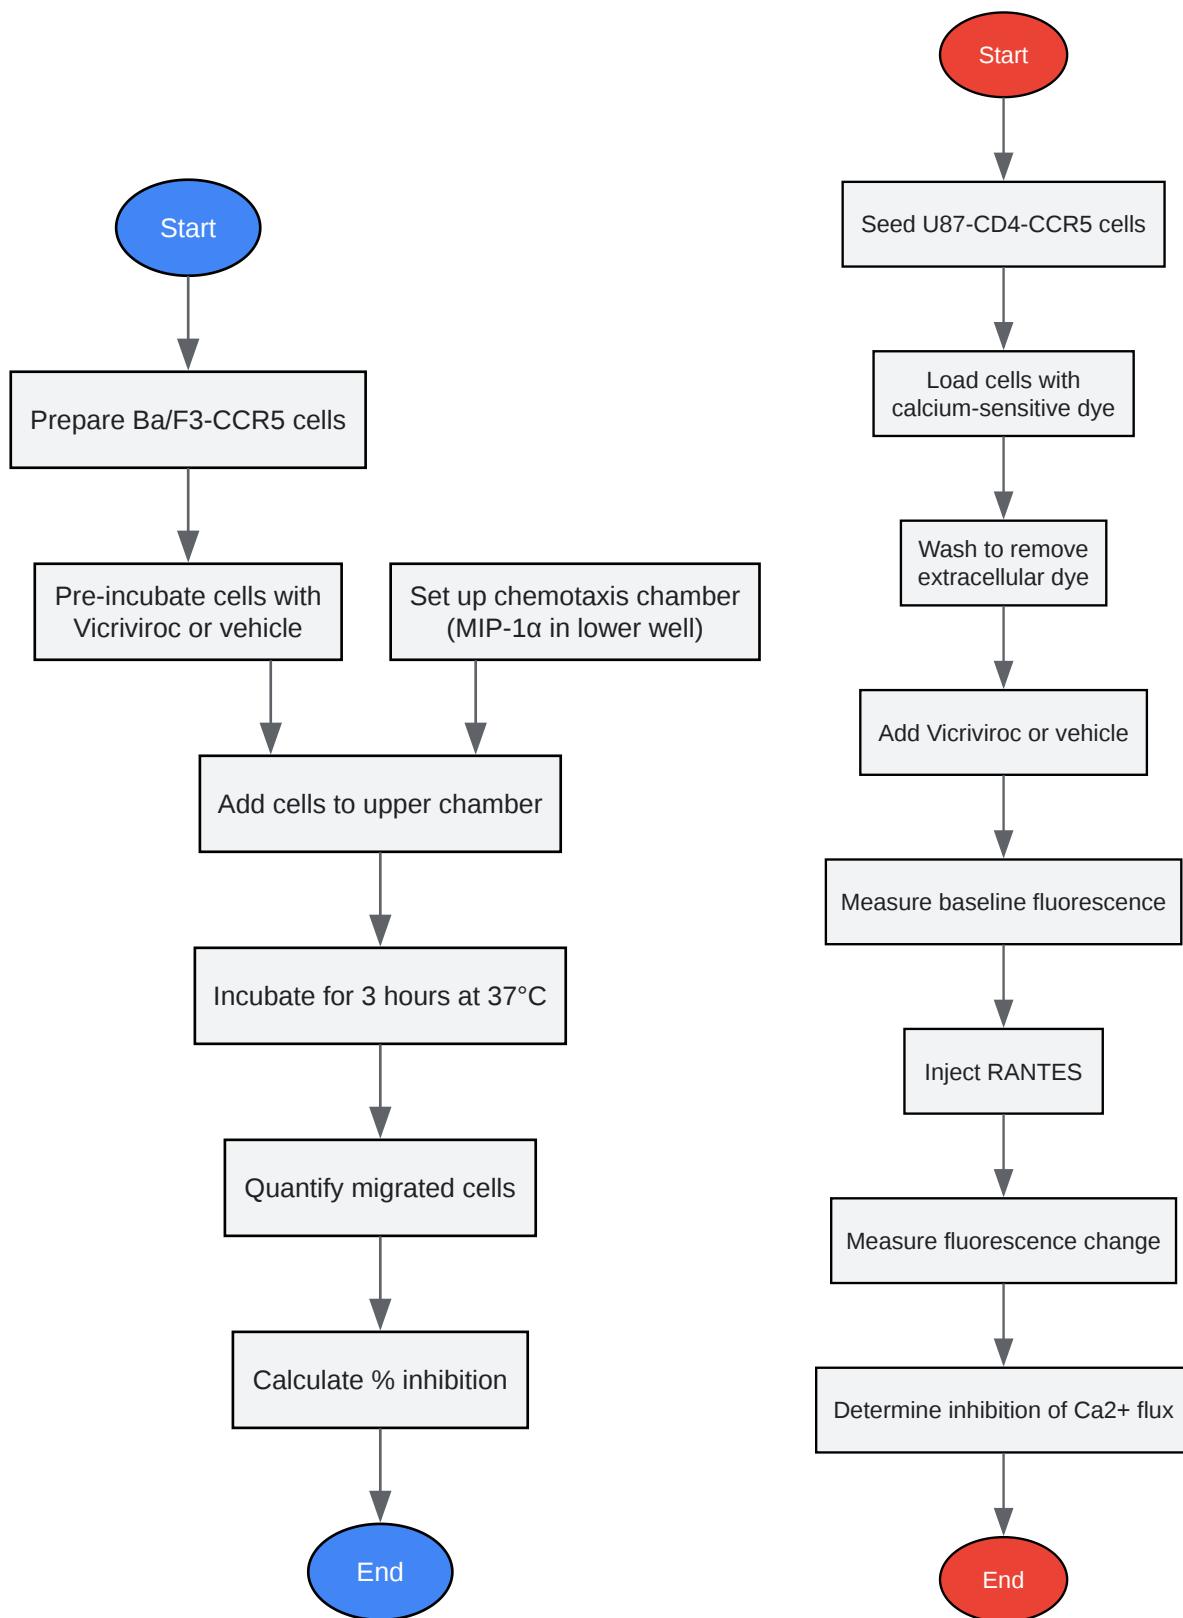 Start
Prepare Ba/F3-CCR5 cells
Pre-incubate cells with
Vicriviroc or vehicle
Set up chemotaxis chamber
(MIP-1α in lower well)
Add cells to upper chamber
Incubate for 3 hours at 37°C
Quantify migrated cells
Calculate % inhibition
End
Start
Seed U87-CD4-CCR5 cells
Load cells with
calcium-sensitive dye
Wash to remove
extracellular dye
Add Vicriviroc or vehicle
Measure baseline fluorescence
Inject RANTES
Measure fluorescence change
Determine inhibition of Ca2+ flux
End